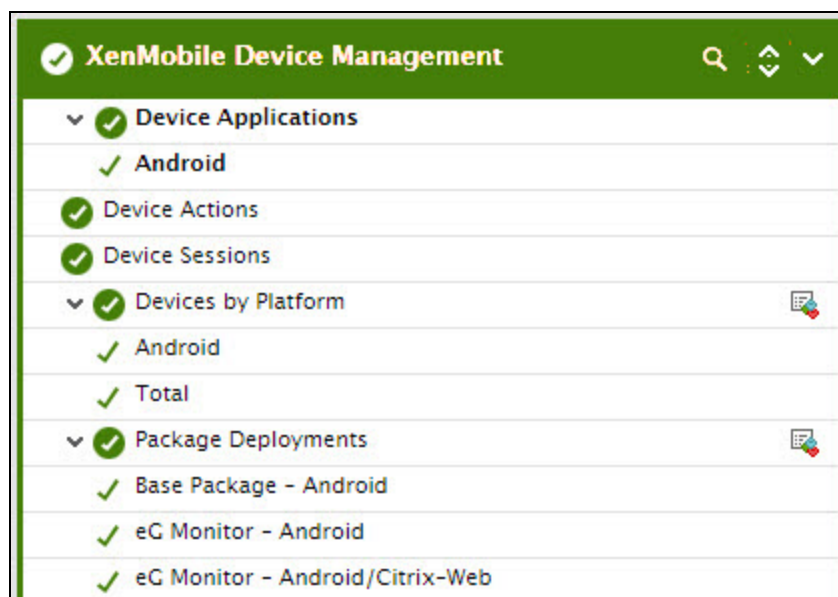 XenMobile Device Management
Device Applications
Android
Device Actions
Device Sessions
Devices by Platform
Android
Total
Package Deployments
Base Package - Android
eG Monitor - Android
eG Monitor - Android/Citrix-Web